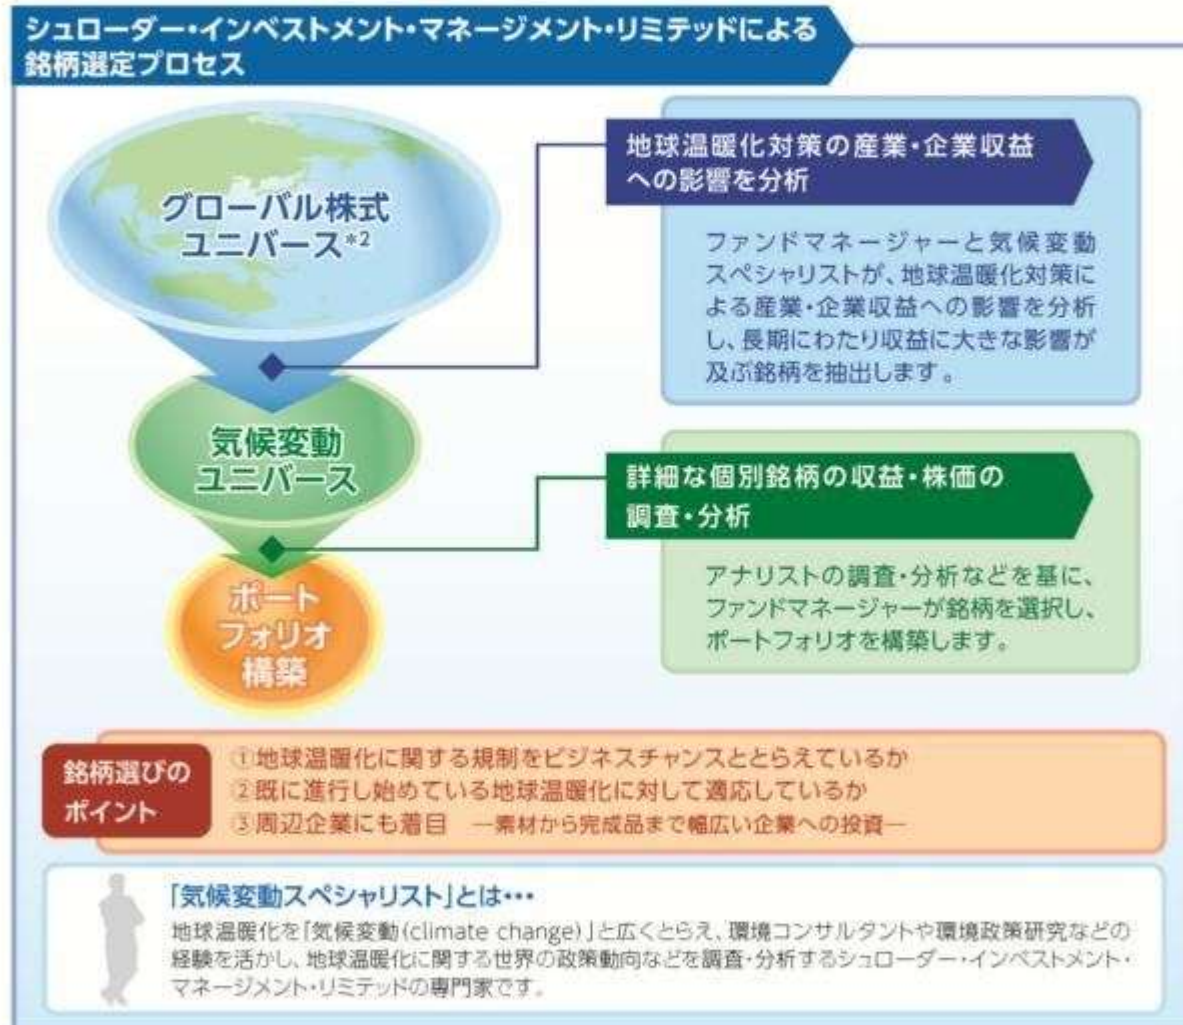 シュローダー・インベストメント・マネージメント・リミテッドによる
銘柄選定プロセス
グローバル株式
ユニバース*2
地球温暖化対策の産業・企業収益
への影響を分析
ファンドマネージャーと気候変動
スペシャリストが、地球温暖化対策に
よる産業・企業収益への影響を分析
し、長期にわたり収益に大きな影響が
及ぶ銘柄を抽出します。
気候変動
ユニバース
詳細な個別銘柄の収益・株価の
調査・分析
アナリストの調査・分析などを基に、
ファンドマネージャーが銘柄を選択し、
ポートフォリオを構築します。
ポート
フォリオ
構築
銘柄選びの
ポイント
①地球温暖化に関する規制をビジネスチャンスととらえているか
②既に進行し始めている地球温暖化に対して適応しているか
③周辺企業にも着目 ―素材から完成品まで幅広い企業への投資―
「気候変動スペシャリスト」とは・・・
地球温暖化を「気候変動(climate change)」と広くとらえ、環境コンサルタントや環境政策研究などの
経験を活かし、地球温暖化に関する世界の政策動向などを調査・分析するシュローダー・インベストメント・
マネージメント・リミテッドの専門家です。